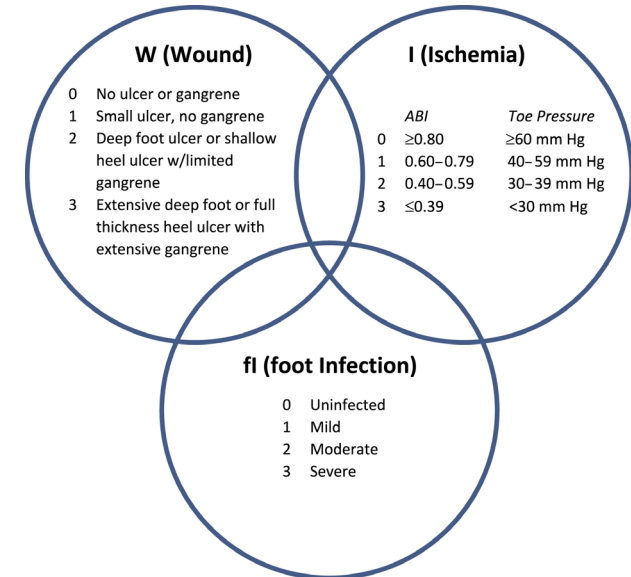 W (Wound)
0 No ulcer or gangrene
1 Small ulcer, no gangrene
2 Deep foot ulcer or shallow
heel ulcer w/limited
gangrene
3 Extensive deep foot or full
thickness heel ulcer with
extensive gangrene
I (Ischemia)
ABI Toe Pressure
0 ≥0.80 ≥60 mm Hg
1 0.60–0.79 40–59 mm Hg
2 0.40–0.59 30–39 mm Hg
3 ≤0.39 <30 mm Hg
fI (foot Infection)
0 Uninfected
1 Mild
2 Moderate
3 Severe